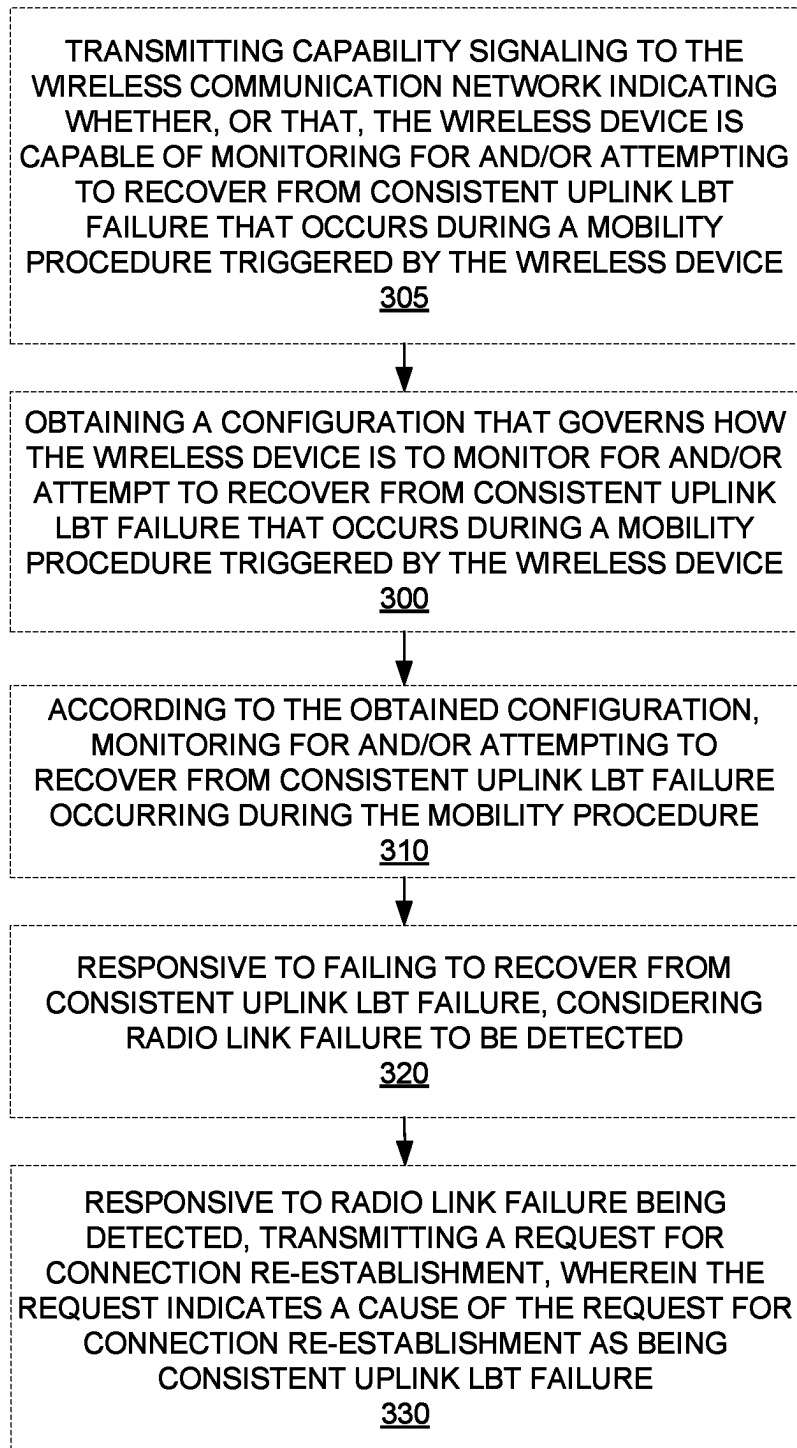 TRANSMITTING CAPABILITY SIGNALING TO THE
WIRELESS COMMUNICATION NETWORK INDICATING
WHETHER, OR THAT, THE WIRELESS DEVICE IS
CAPABLE OF MONITORING FOR AND/OR ATTEMPTING
TO RECOVER FROM CONSISTENT UPLINK LBT
FAILURE THAT OCCURS DURING A MOBILITY
PROCEDURE TRIGGERED BY THE WIRELESS DEVICE
305
OBTAINING A CONFIGURATION THAT GOVERNS HOW
THE WIRELESS DEVICE IS TO MONITOR FOR AND/OR
ATTEMPT TO RECOVER FROM CONSISTENT UPLINK
LBT FAILURE THAT OCCURS DURING A MOBILITY
PROCEDURE TRIGGERED BY THE WIRELESS DEVICE
300
ACCORDING TO THE OBTAINED CONFIGURATION,
MONITORING FOR AND/OR ATTEMPTING TO
RECOVER FROM CONSISTENT UPLINK LBT FAILURE
OCCURRING DURING THE MOBILITY PROCEDURE
310
RESPONSIVE TO FAILING TO RECOVER FROM
CONSISTENT UPLINK LBT FAILURE, CONSIDERING
RADIO LINK FAILURE TO BE DETECTED
320
RESPONSIVE TO RADIO LINK FAILURE BEING
DETECTED, TRANSMITTING A REQUEST FOR
CONNECTION RE-ESTABLISHMENT, WHEREIN THE
REQUEST INDICATES A CAUSE OF THE REQUEST FOR
CONNECTION RE-ESTABLISHMENT AS BEING
CONSISTENT UPLINK LBT FAILURE
330